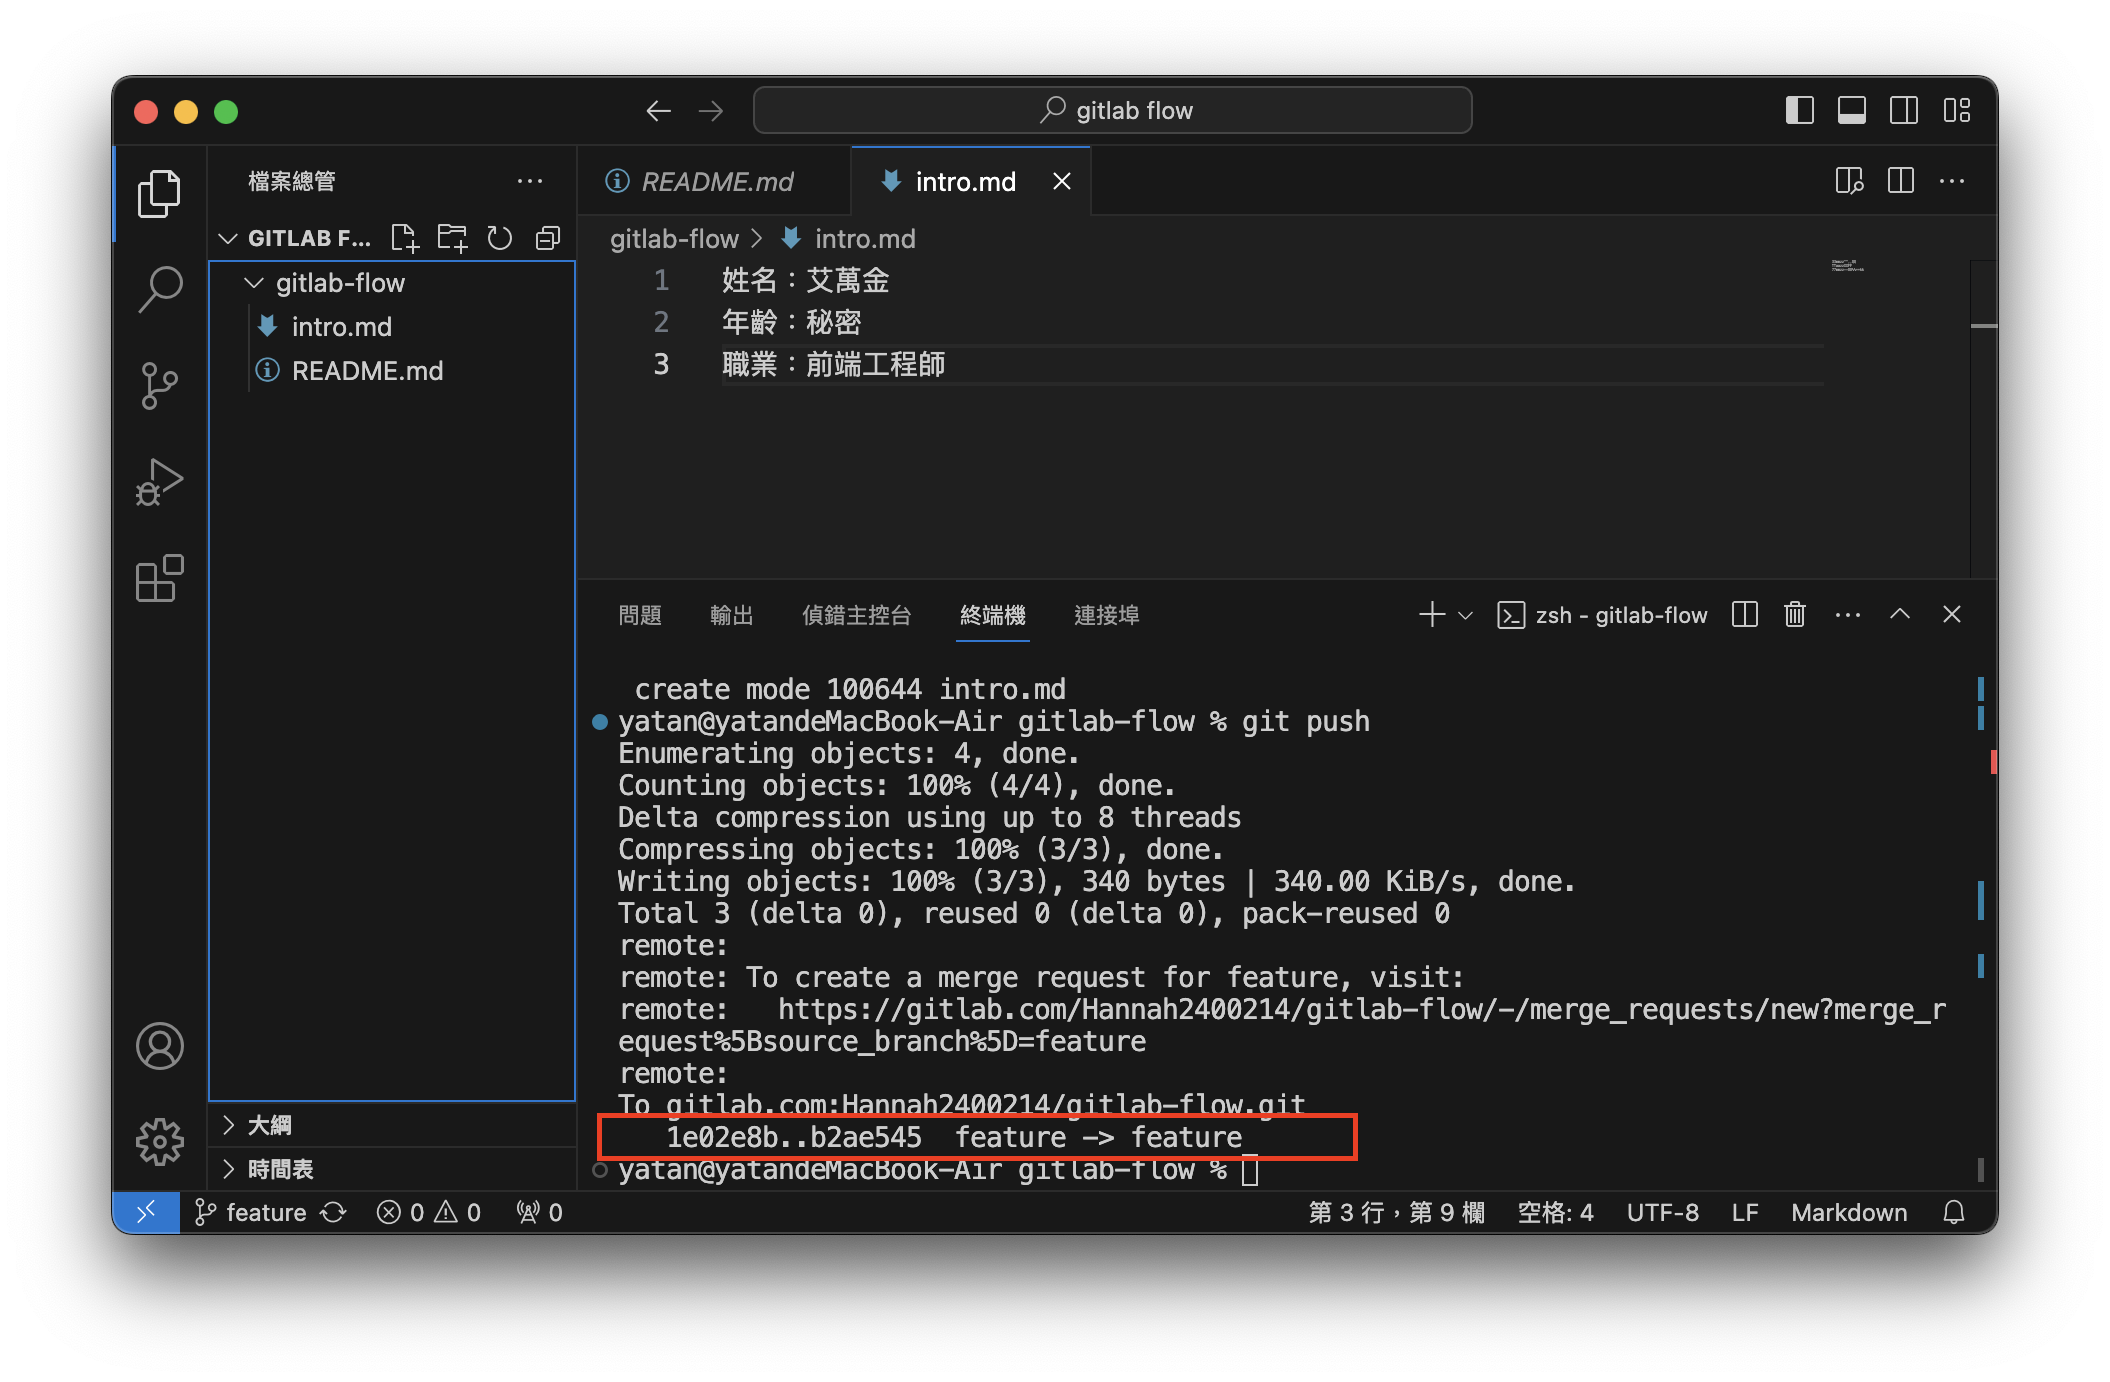 gitlab flow
檔案總管
README.md
intro.md
GITLAB F...
gitlab-flow
intro.md
README.md
gitlab-flow > intro.md
1 姓名：艾萬金
2 年齡：秘密
3 職業：前端工程師
問題 輸出 偵錯主控台 終端機 連接埠
zsh - gitlab-flow
create mode 100644 intro.md
yatan@yatandeMacBook-Air gitlab-flow % git push
Enumerating objects: 4, done.
Counting objects: 100% (4/4), done.
Delta compression using up to 8 threads
Compressing objects: 100% (3/3), done.
Writing objects: 100% (3/3), 340 bytes | 340.00 KiB/s, done.
Total 3 (delta 0), reused 0 (delta 0), pack-reused 0
remote:
remote: To create a merge request for feature, visit:
remote:   https://gitlab.com/Hannah2400214/gitlab-flow/-/merge_requests/new?merge_r
equest%5Bsource_branch%5D=feature
remote:
To gitlab.com:Hannah2400214/gitlab-flow.git
1e02e8b..b2ae545  feature -> feature
yatan@yatandeMacBook-Air gitlab-flow %
大綱
時間表
feature 0 0 0
第 3 行，第 9 欄 空格: 4 UTF-8 LF Markdown